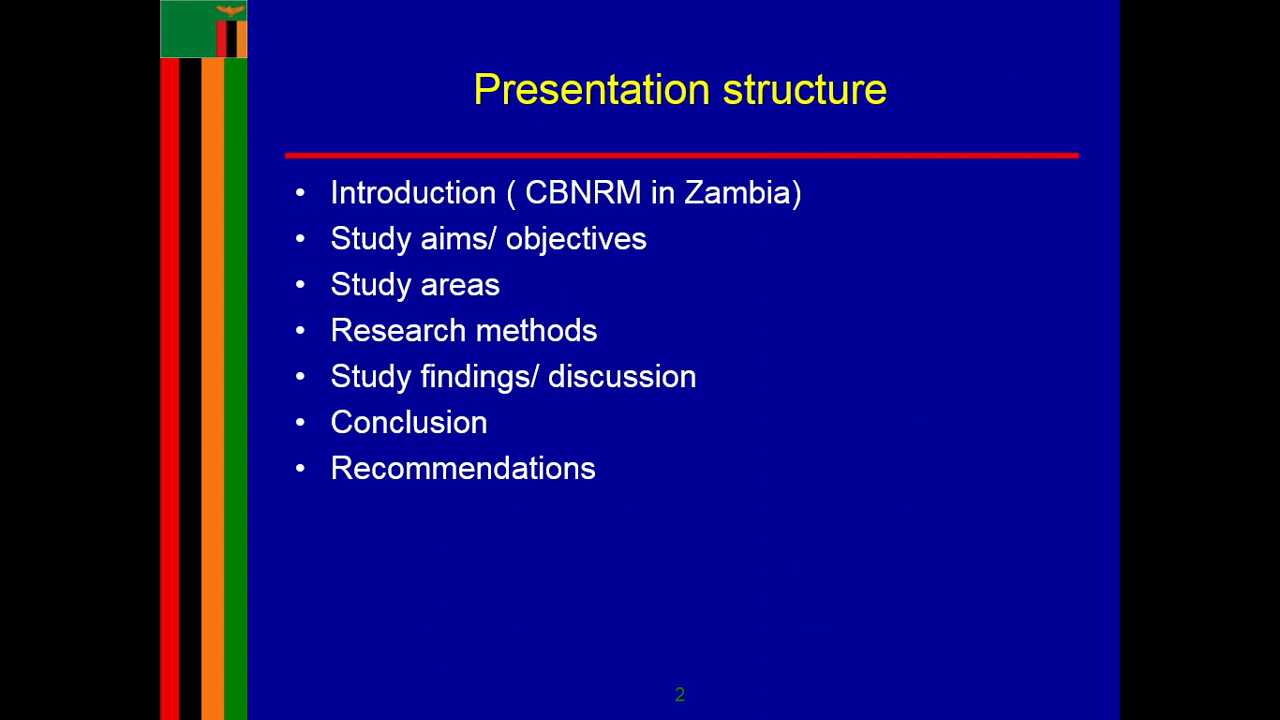 Presentation structure
• Introduction ( CBNRM in Zambia)
• Study aims/ objectives
• Study areas
• Research methods
• Study findings/ discussion
• Conclusion
• Recommendations
2